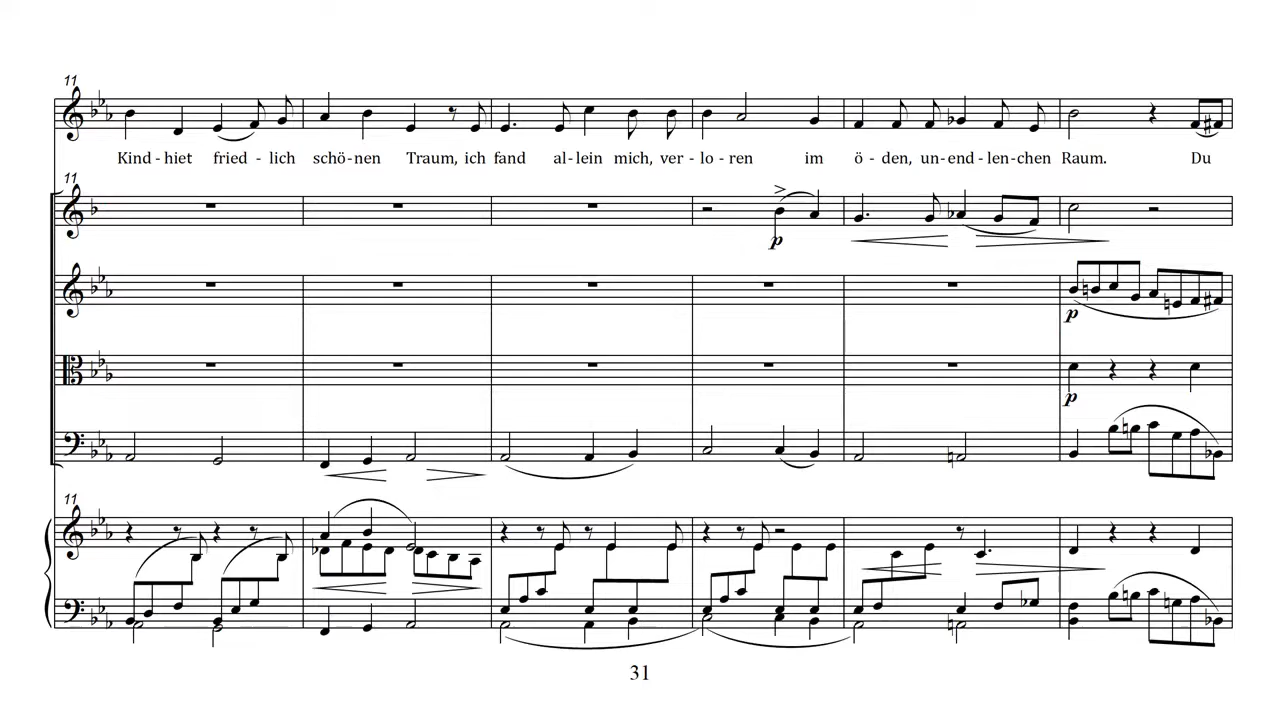 11
Kind-hiet fried-lich schö-nen Traum, ich fand al-lein mich, ver-lo-ren im ö-den, un-end-len-chen Raum. Du
11
p
p
p
11
31